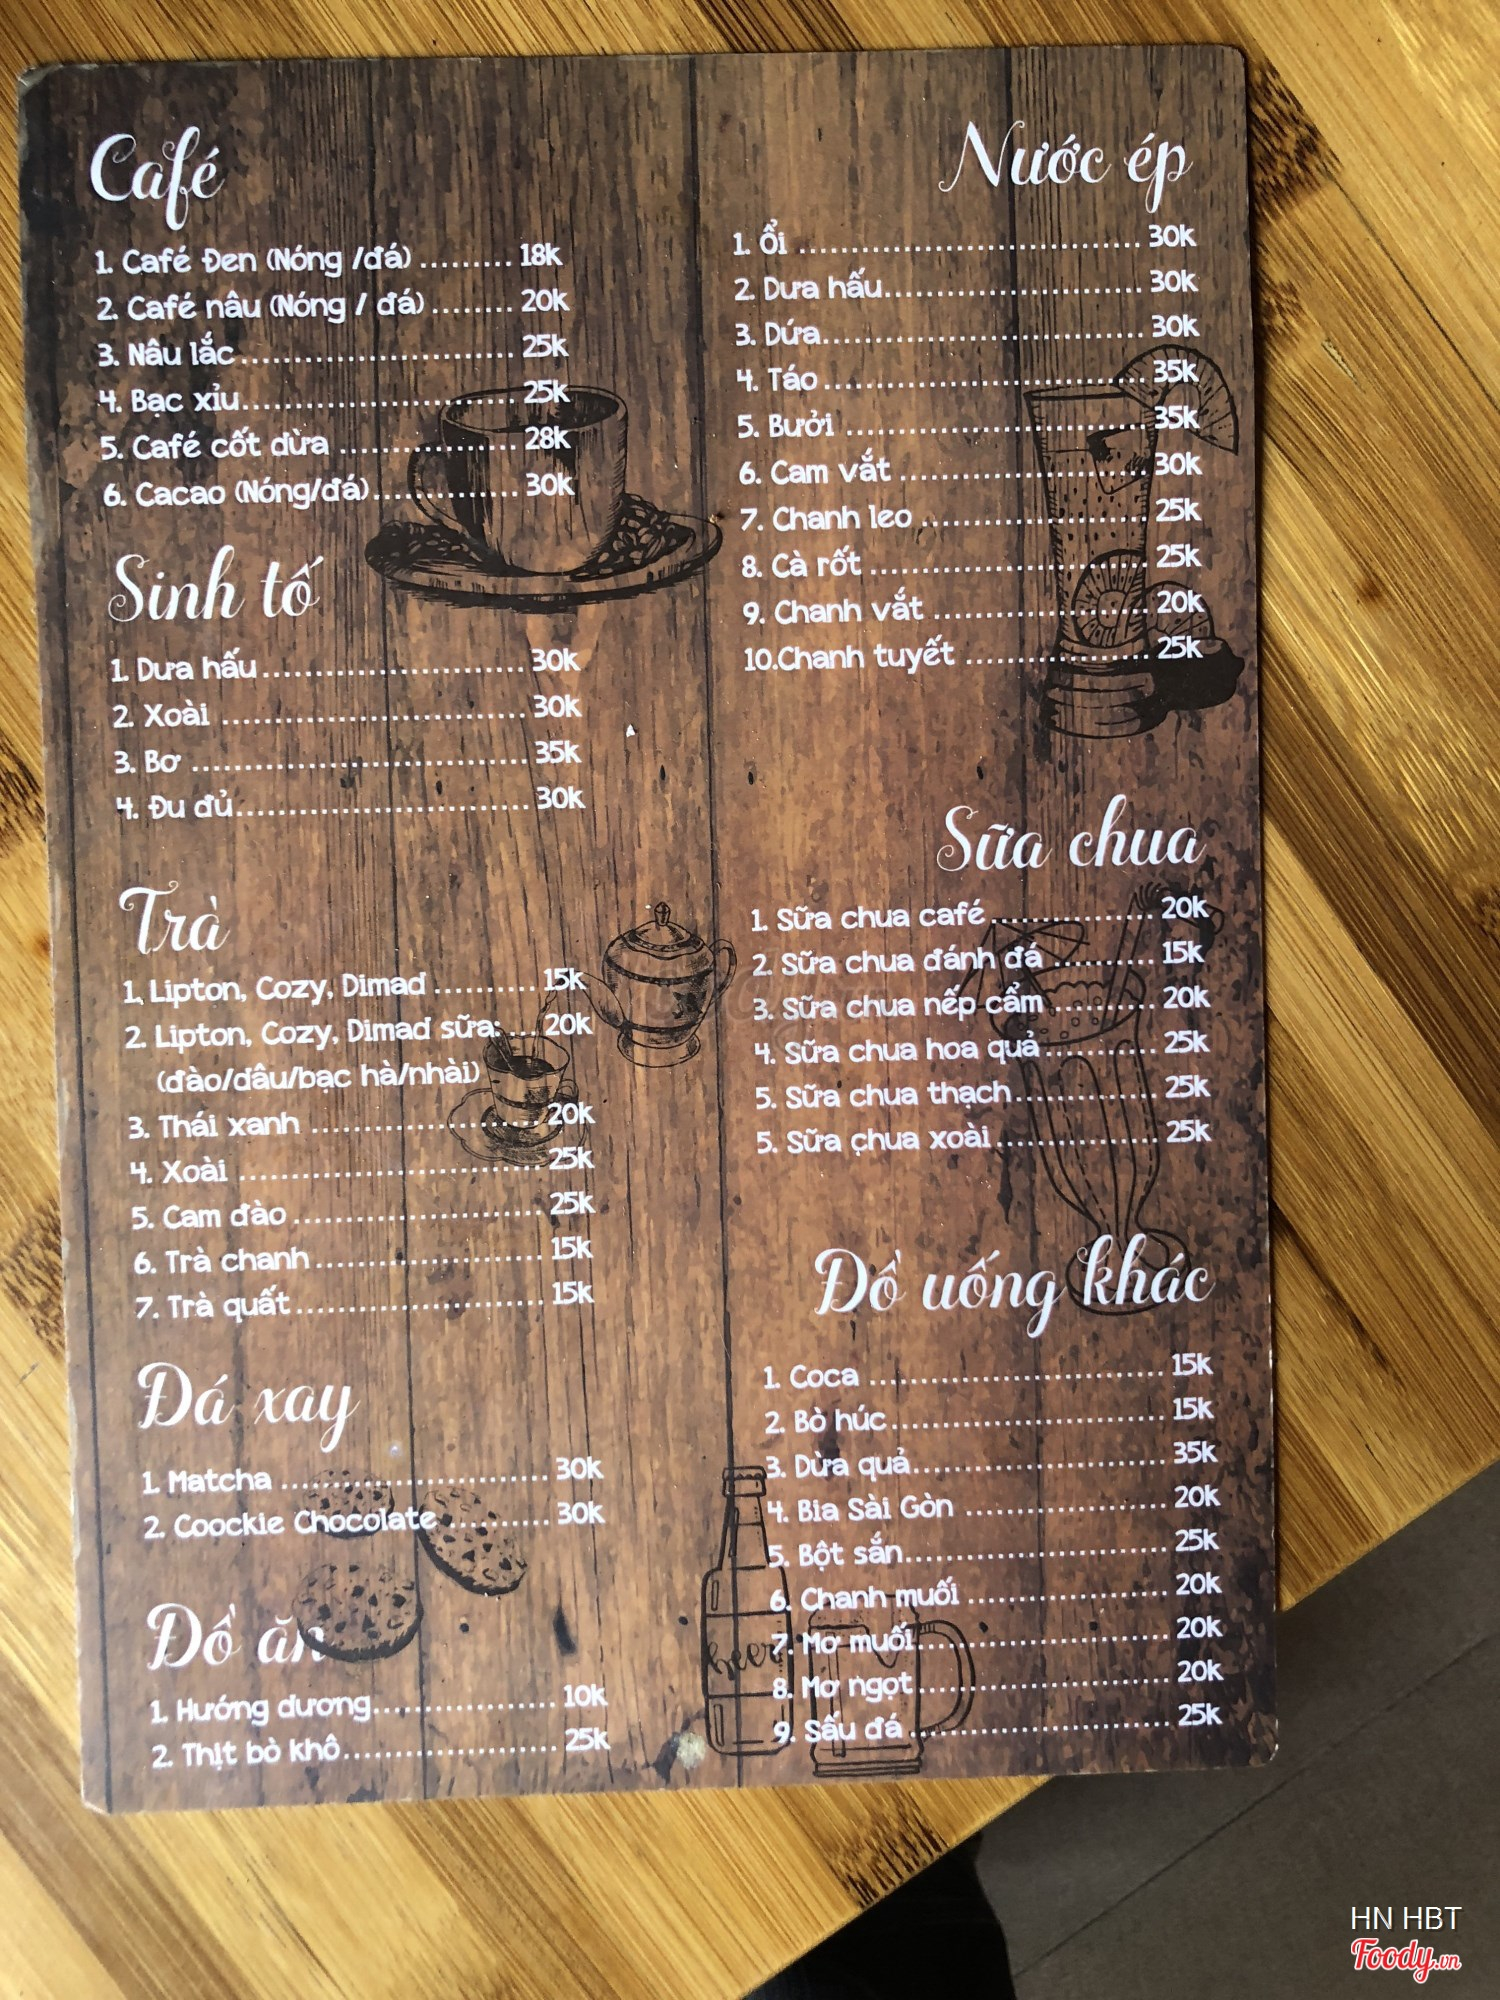 Café
1. Café Đen (Nóng /đá) ......... 18k
2. Café nâu (Nóng / đá) ........ 20k
3. Nâu lắc ......................... 25k
4. Bạc xỉu ......................... 25k
5. Café cốt dừa ................. 28k
6. Cacao (Nóng/đá) .............. 30k
Sinh tố
1. Dưa hấu ........................ 30k
2. Xoài ............................ 30k
3. Bơ ............................... 35k
4. Đu đủ ........................... 30k
Trà
1. Lipton, Cozy, Dimad .......... 15k
2. Lipton, Cozy, Dimad sữa: ... 20k
(đào/dâu/bạc hà/nhài)
3. Thái xanh ...................... 20k
4. Xoài ............................ 25k
5. Cam đào ....................... 25k
6. Trà chanh ..................... 15k
7. Trà quất ....................... 15k
Đá xay
1. Matcha ......................... 30k
2. Coockie Chocolate .......... 30k
Đồ ăn
1. Hướng dương ................. 10k
2. Thịt bò khô .................... 25k
Nước ép
1. Ổi ................................ 30k
2. Dưa hấu ........................ 30k
3. Dứa .............................. 30k
4. Táo .............................. 35k
5. Bưởi ............................ 35k
6. Cam vắt ........................ 30k
7. Chanh leo ...................... 25k
8. Cà rốt .......................... 25k
9. Chanh vắt ..................... 20k
10.Chanh tuyết .................. 25k
Sữa chua
1. Sữa chua café ................ 20k
2. Sữa chua đánh đá .......... 15k
3. Sữa chua nếp cẩm .......... 20k
4. Sữa chua hoa quả ........... 25k
5. Sữa chua thạch .............. 25k
5. Sữa chua xoài ................ 25k
Đồ uống khác
1. Coca ............................ 15k
2. Bò húc .......................... 15k
3. Dừa quả ........................ 35k
4. Bia Sài Gòn .................... 20k
5. Bột sắn ......................... 25k
6. Chanh muối ................... 20k
beer
7. Mơ muối ........................ 20k
8. Mơ ngọt ........................ 20k
9. Sấu đá .......................... 25k
HN HBT
Foody.vn